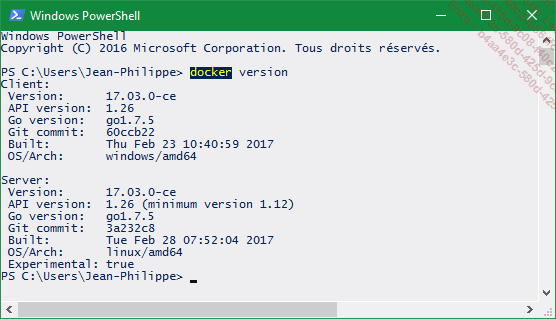 Windows PowerShell
Windows PowerShell
Copyright (C) 2016 Microsoft Corporation. Tous droits réservés.
PS C:\Users\Jean-Philippe> docker version
Client:
 Version:      17.03.0-ce
 API version:  1.26
 Go version:   go1.7.5
 Git commit:   60ccb22
 Built:        Thu Feb 23 10:40:59 2017
 OS/Arch:      windows/amd64
Server:
 Version:      17.03.0-ce
 API version:  1.26 (minimum version 1.12)
 Go version:   go1.7.5
 Git commit:   3a232c8
 Built:        Tue Feb 28 07:52:04 2017
 OS/Arch:      linux/amd64
 Experimental: true
PS C:\Users\Jean-Philippe>